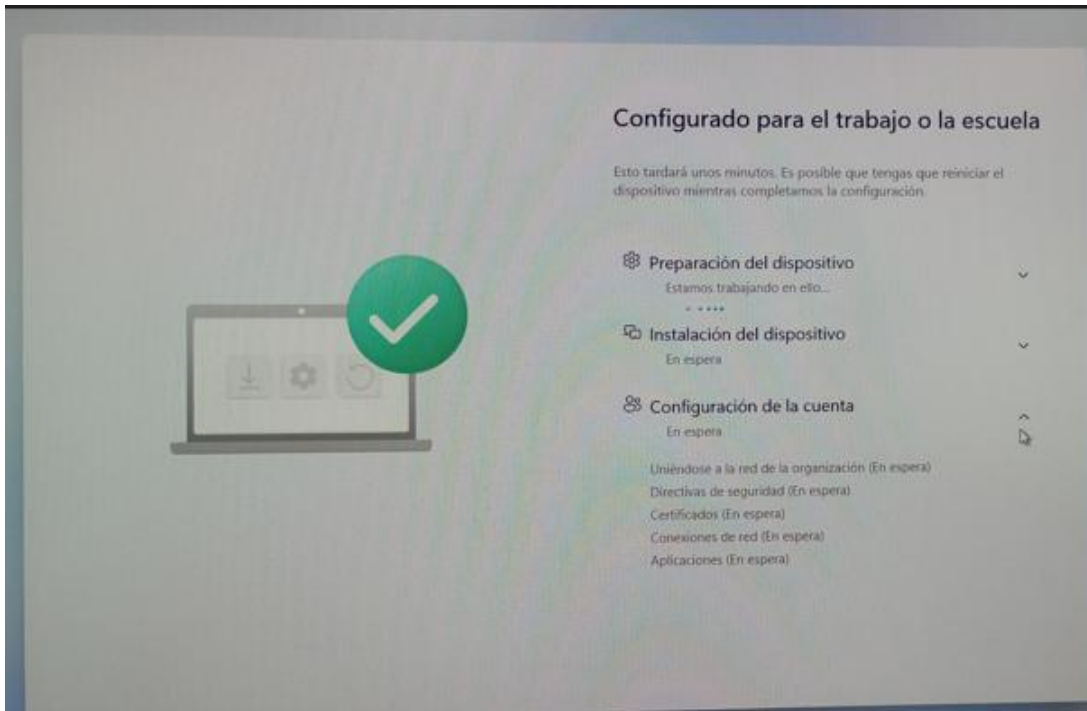 Configurado para el trabajo o la escuela
Esto tardará unos minutos. Es posible que tengas que reiniciar el
dispositivo mientras completamos la configuración.
Preparación del dispositivo
Estamos trabajando en ello...
Instalación del dispositivo
En espera
Configuración de la cuenta
En espera
Uniéndose a la red de la organización (En espera)
Directivas de seguridad (En espera)
Certificados (En espera)
Conexiones de red (En espera)
Aplicaciones (En espera)